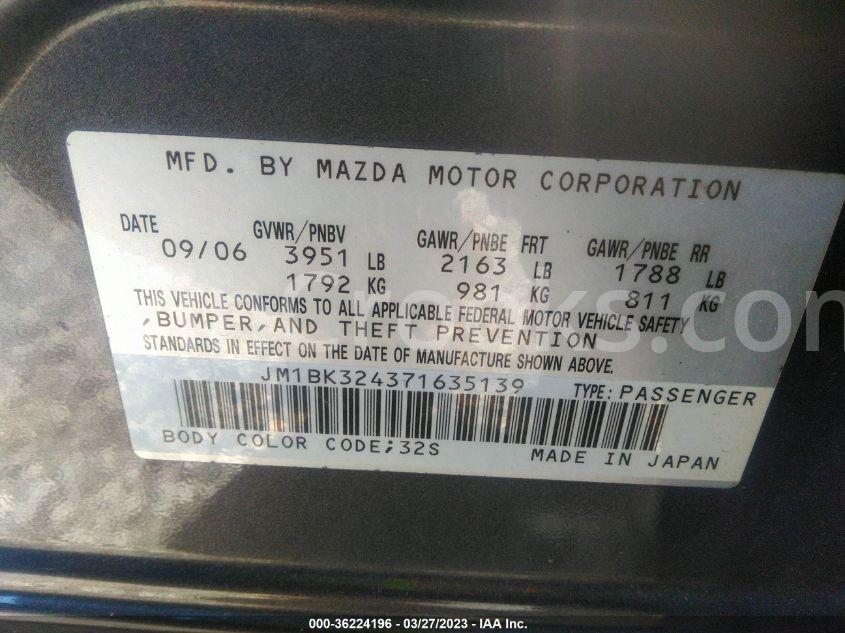 MFD. BY MAZDA MOTOR CORPORATION
DATE GVWR/PNBV GAWR/PNBE FRT GAWR/PNBE RR
09/06 3951 LB 2163 LB 1788 LB
1792 KG 981 KG 811 KG
THIS VEHICLE CONFORMS TO ALL APPLICABLE FEDERAL MOTOR VEHICLE SAFETY
,BUMPER,AND THEFT PREVENTION
STANDARDS IN EFFECT ON THE DATE OF MANUFACTURE SHOWN ABOVE.
JM1BK324371635139 TYPE: PASSENGER
BODY COLOR CODE;32S MADE IN JAPAN
000-36224196 - 03/27/2023 - IAA Inc.